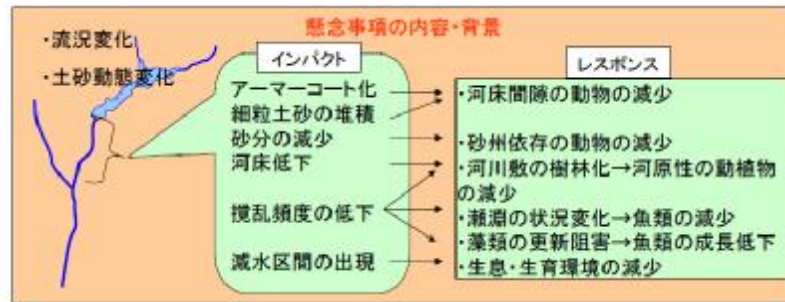 懸念事項の内容・背景
・流況変化
・土砂動態変化
インパクト
アーマーコート化
細粒土砂の堆積
砂分の減少
河床低下
攪乱頻度の低下
減水区間の出現
レスポンス
・河床間隙の動物の減少
・砂州依存の動物の減少
・河川敷の樹林化→河原性の動植物
の減少
・瀬淵の状況変化→魚類の減少
・藻類の更新阻害→魚類の成長低下
・生息・生育環境の減少